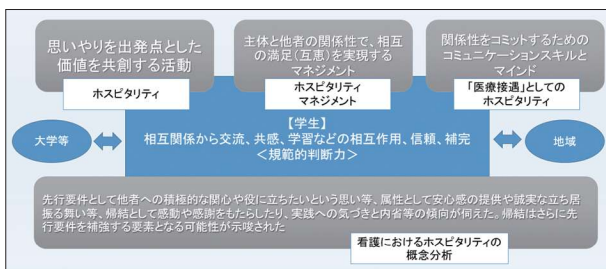 思いやりを出発点とした
価値を共創する活動
ホスピタリティ
主体と他者の関係性で、相互
の満足(互恵)を実現する
マネジメント
ホスピタリティ
マネジメント
関係性をコミットするための
コミュニケーションスキルと
マインド
「医療接遇」としての
ホスピタリティ
大学等
【学生】
相互関係から交流、共感、学習などの相互作用、信頼、補完
＜規範的判断力＞
地域
先行要件として他者への積極的な関心や役に立ちたいという思い等、属性として安心感の提供や誠実な立ち居
振る舞い等、帰結として感動や感謝をもたらしたり、実践への気づきと内省等の傾向が伺えた。帰結はさらに先
行要件を補強する要素となる可能性が示唆された
看護におけるホスピタリティの
概念分析